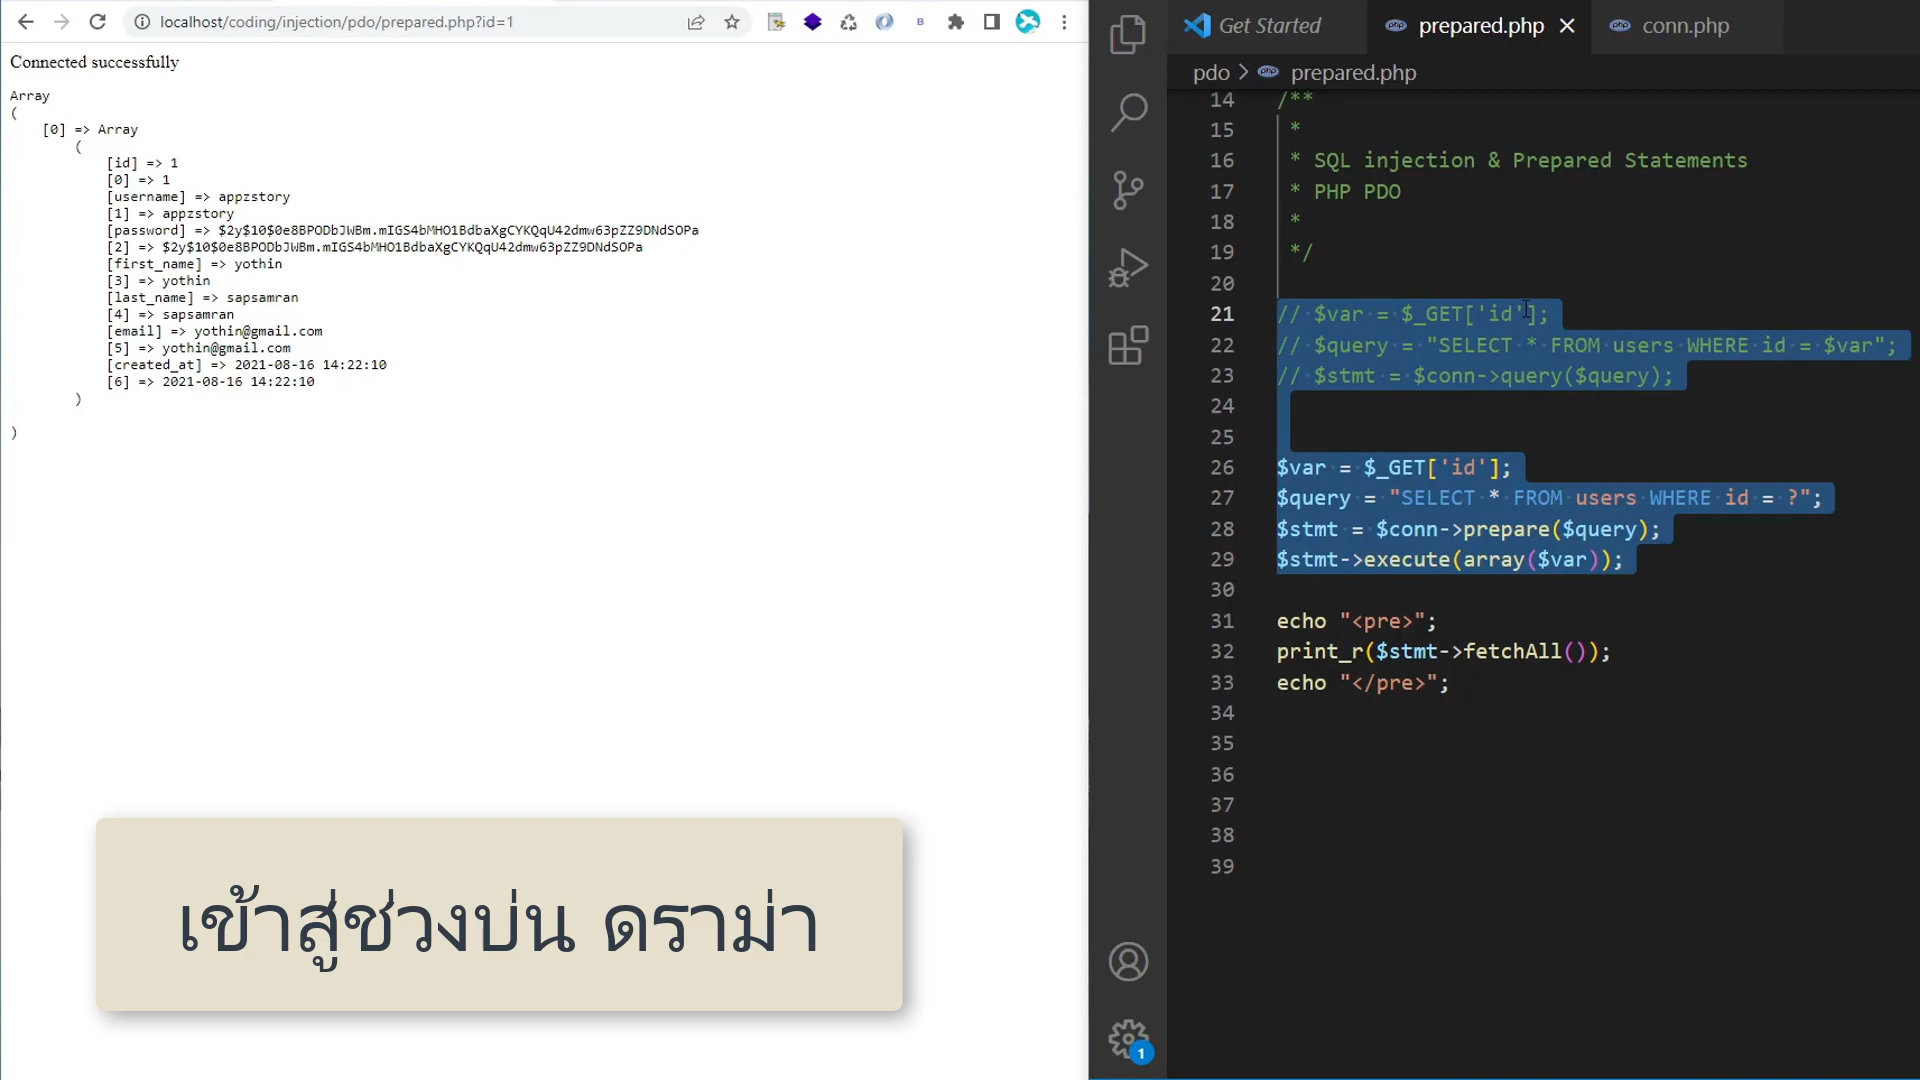 localhost/coding/injection/pdo/prepared.php?id=1
Connected successfully
Array
(
[0] => Array
(
[id] => 1
[0] => 1
[username] => appzstory
[1] => appzstory
[password] => $2y$10$0e8BPODbJWBm.mIGS4bMHO1BdbaXgCYKQqU42dmw63pZZ9DNdSOPa
[2] => $2y$10$0e8BPODbJWBm.mIGS4bMHO1BdbaXgCYKQqU42dmw63pZZ9DNdSOPa
[first_name] => yothin
[3] => yothin
[last_name] => sapsamran
[4] => sapsamran
[email] => yothin@gmail.com
[5] => yothin@gmail.com
[created_at] => 2021-08-16 14:22:10
[6] => 2021-08-16 14:22:10
)
)
เข้าสู่ช่วงบ่น ดราม่า
Get Started
prepared.php
conn.php
pdo > prepared.php
14 /**
15 *
16 * SQL injection & Prepared Statements
17 * PHP PDO
18 *
19 */
20
21 // $var = $_GET['id'];
22 // $query = "SELECT * FROM users WHERE id = $var";
23 // $stmt = $conn->query($query);
24
25
26 $var = $_GET['id'];
27 $query = "SELECT * FROM users WHERE id = ?";
28 $stmt = $conn->prepare($query);
29 $stmt->execute(array($var));
30
31 echo "<pre>";
32 print_r($stmt->fetchAll());
33 echo "</pre>";
34
35
36
37
38
39
1